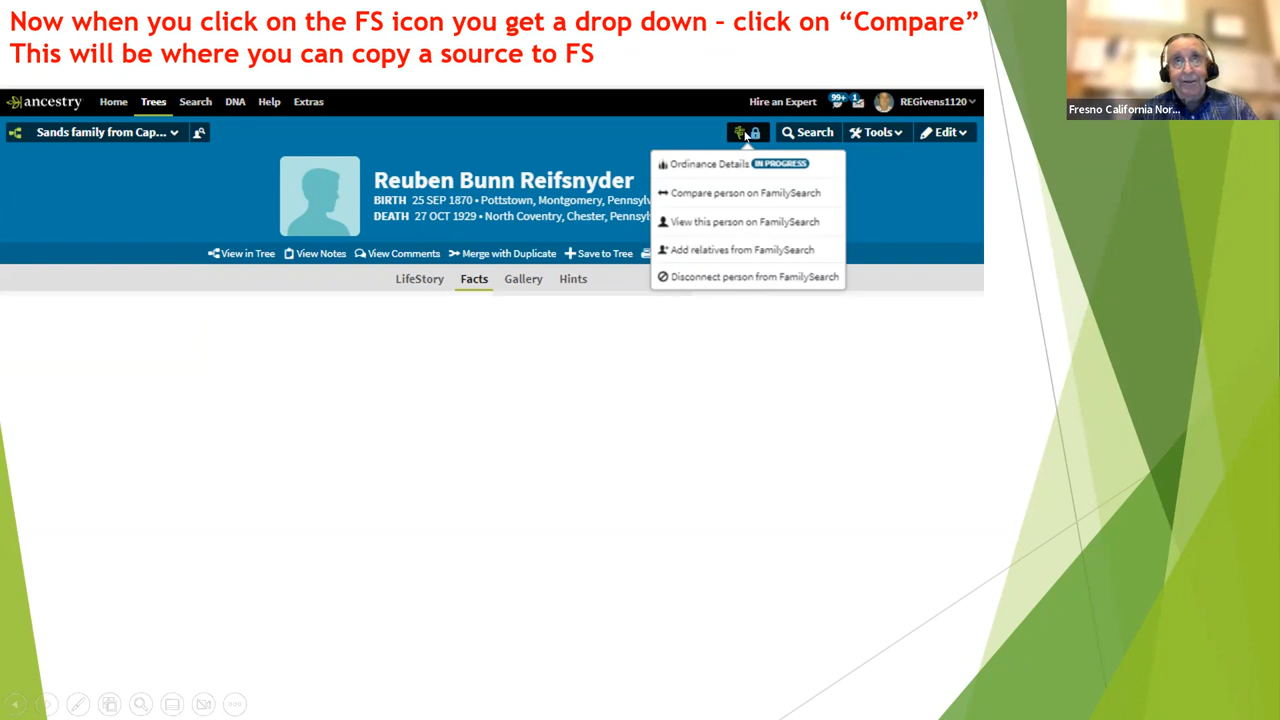 Now when you click on the FS icon you get a drop down – click on “Compare”
This will be where you can copy a source to FS
Fresno California Nor...
ancestry Home Trees Search DNA Help Extras Hire an Expert 99+ 1 REGivens1120
Sands family from Cap... Search Tools Edit
Ordinance Details IN PROGRESS
Compare person on FamilySearch
View this person on FamilySearch
Add relatives from FamilySearch
Disconnect person from FamilySearch
Reuben Bunn Reifsnyder
BIRTH 25 SEP 1870 • Pottstown, Montgomery, Pennsylv
DEATH 27 OCT 1929 • North Coventry, Chester, Pennsy
View in Tree View Notes View Comments Merge with Duplicate Save to Tree
LifeStory Facts Gallery Hints